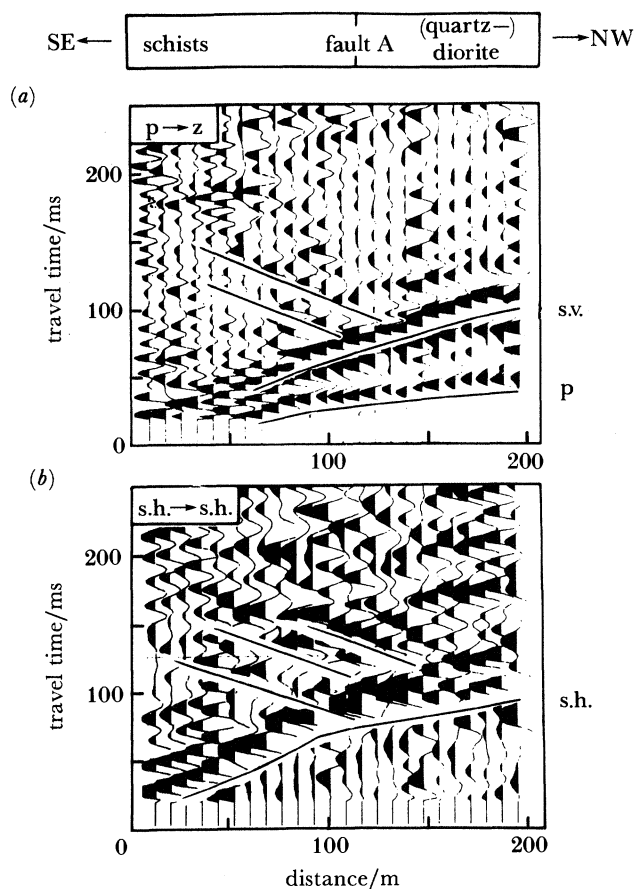 SE ← schists fault A (quartz–) diorite → NW
(a)
p → z
200
travel time/ms
100
s.v.
p
0
100
200
(b)
s.h. → s.h.
200
travel time/ms
100
s.h.
0
100
200
distance/m